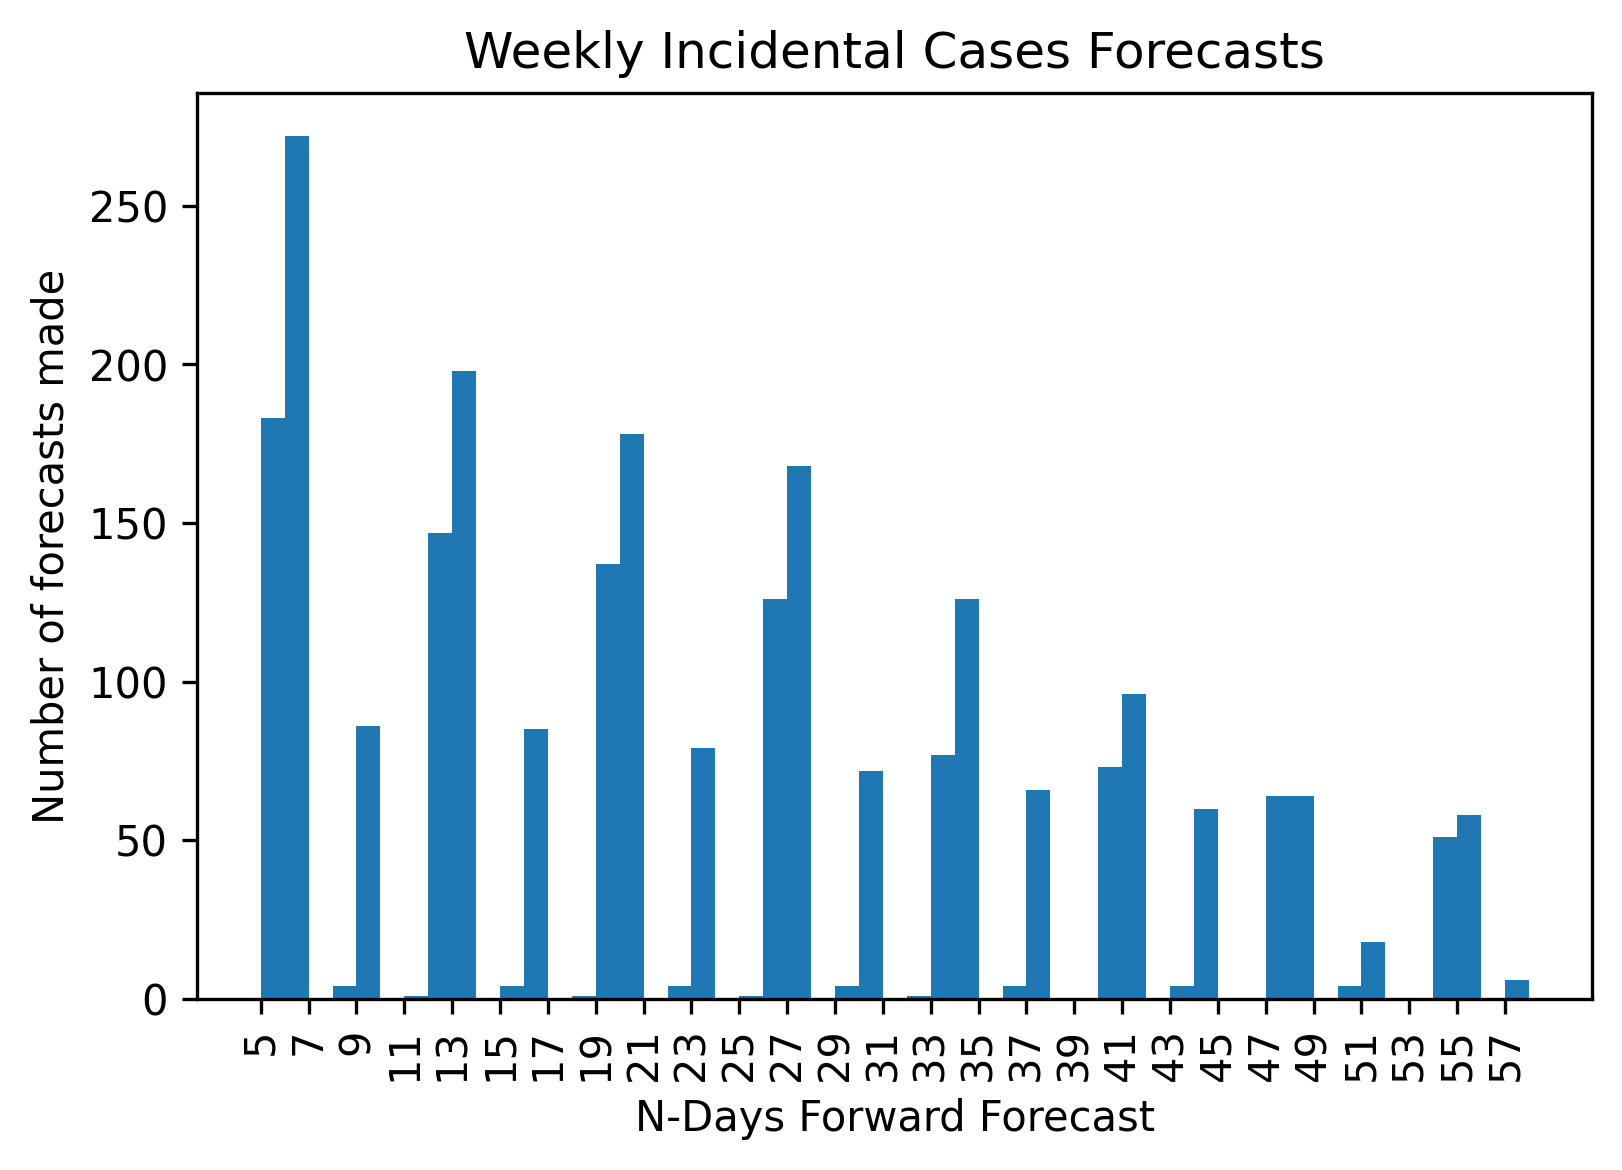 Weekly Incidental Cases Forecasts
Number of forecasts made
250
200
150
100
50
0
5 7 9 11 13 15 17 19 21 23 25 27 29 31 33 35 37 39 41 43 45 47 49 51 53 55 57
N-Days Forward Forecast